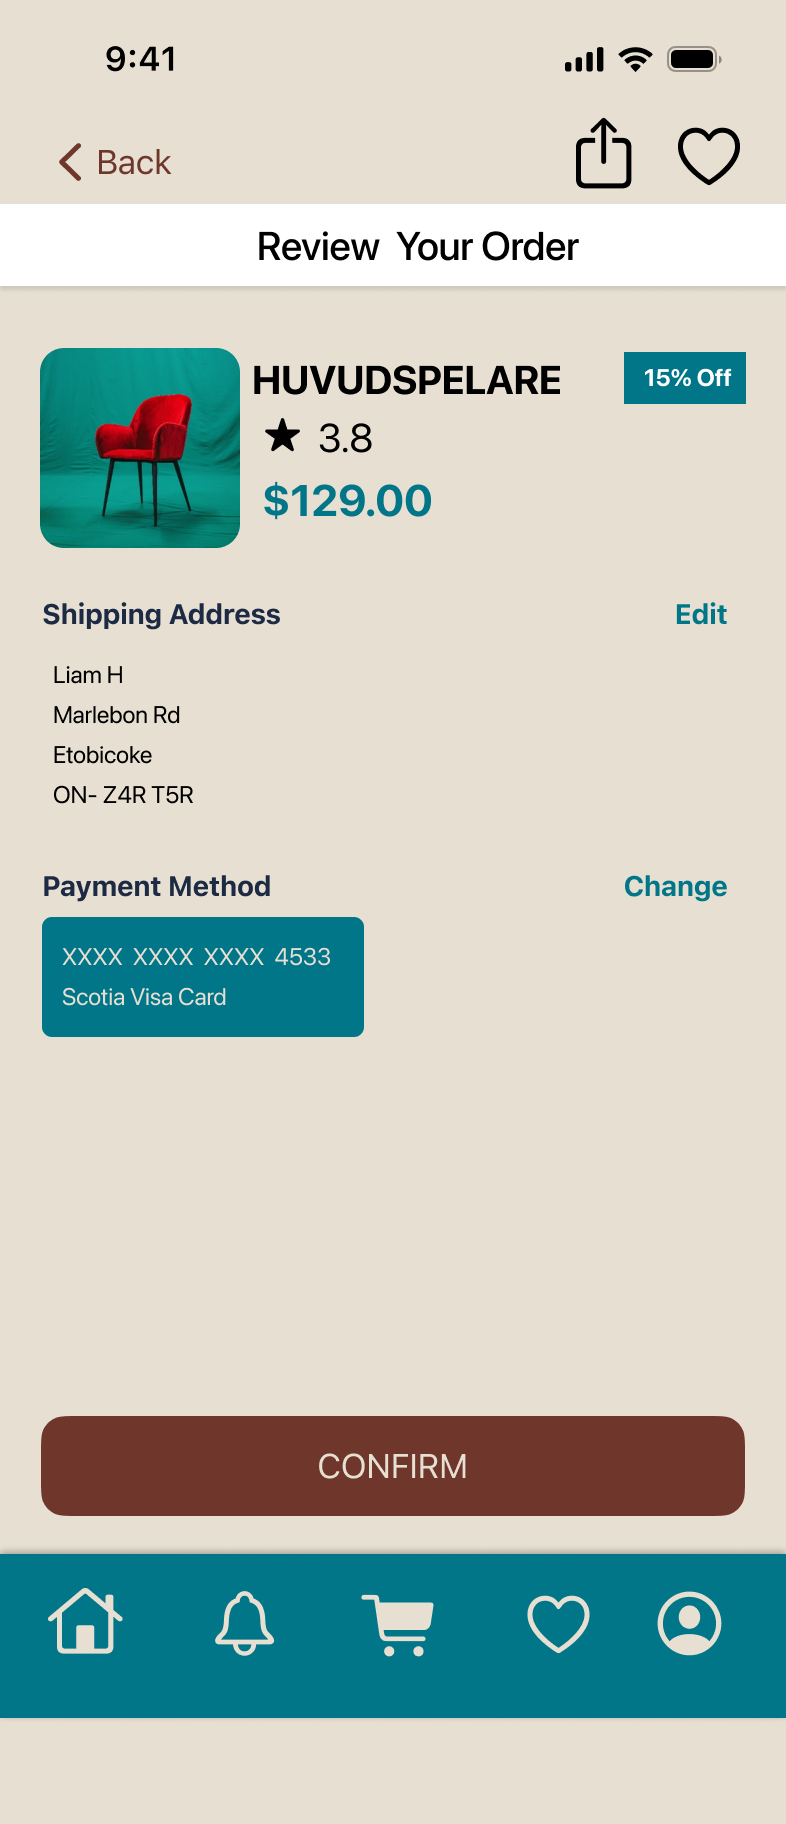 9:41
Back
Review Your Order
HUVUDSPELARE
15% Off
3.8
$129.00
Shipping Address
Edit
Liam H
Marlebon Rd
Etobicoke
ON- Z4R T5R
Payment Method
Change
XXXX XXXX XXXX 4533
Scotia Visa Card
CONFIRM